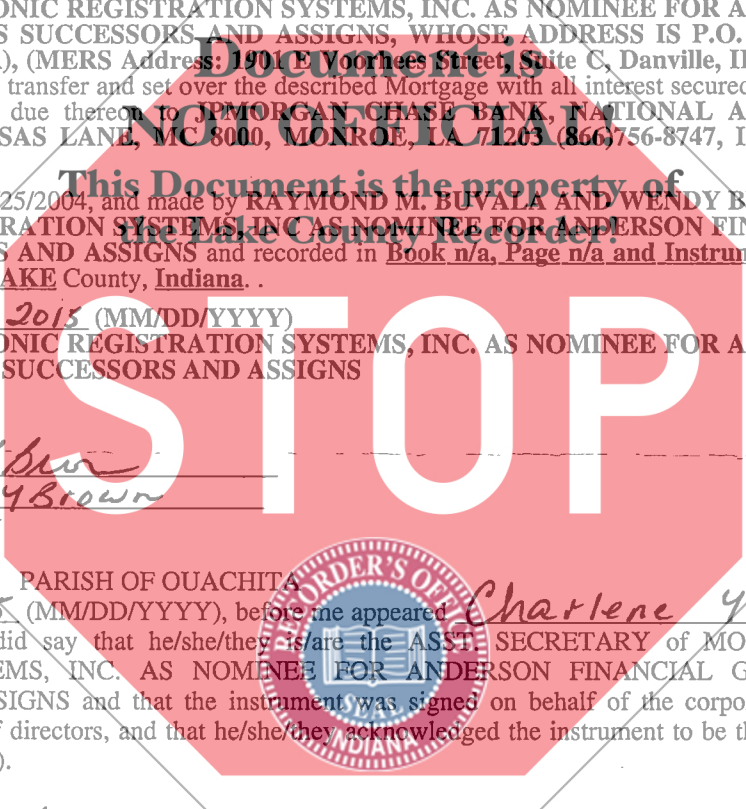 ONIC REGISTRATION SYSTEMS, INC. AS NOMINEE FOR A
S SUCCESSORS AND ASSIGNS, WHOSE ADDRESS IS P.O.
), (MERS Address: 1901 E Voorhees Street, Suite C, Danville, IL
Document is
transfer and set over the described Mortgage with all interest secured
due thereon to JPMORGAN CHASE BANK, NATIONAL A
NOT OFFICIAL!
SAS LANE, MC 8000, MONROE, LA 71203 (866)756-8747, I
This Document is the property of
25/2004, and made by RAYMOND M. BUVALA AND WENDY B
the Lake County Recorder!
RATION SYSTEMS, INC AS NOMINEE FOR ANDERSON FIN
S AND ASSIGNS and recorded in Book n/a, Page n/a and Instrum
AKE County, Indiana. .
2015 (MM/DD/YYYY)
ONIC REGISTRATION SYSTEMS, INC. AS NOMINEE FOR A
SUCCESSORS AND ASSIGNS
STOP
Y Brown
PARISH OF OUACHITA
(MM/DD/YYYY), before me appeared Charlene Y
did say that he/she/they is/are the ASST. SECRETARY of MO
EMS, INC. AS NOMINEE FOR ANDERSON FINANCIAL G
SIGNS and that the instrument was signed on behalf of the corpo
f directors, and that he/she/they acknowledged the instrument to be th
).
RECORDER'S OFFICE
SEAL
INDIANA